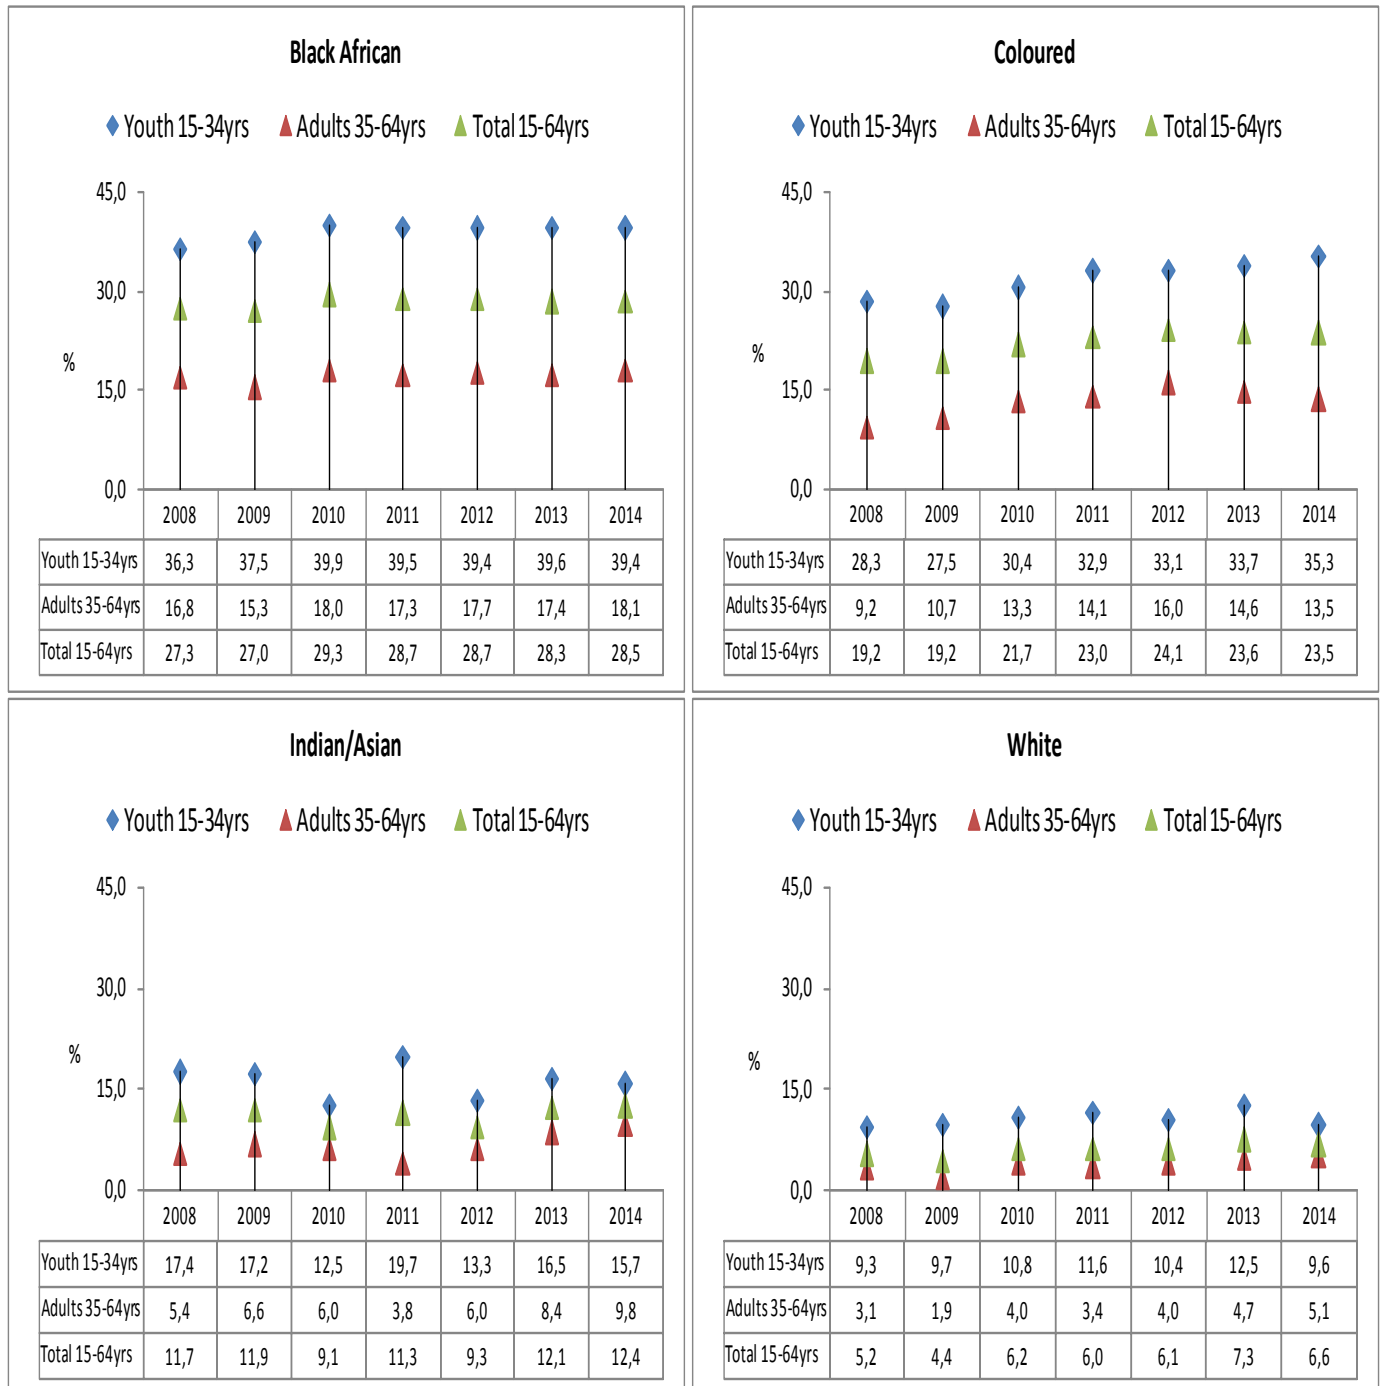 Black African
Youth 15-34yrs Adults 35-64yrs Total 15-64yrs
45,0
30,0
%
15,0
0,0
2008 2009 2010 2011 2012 2013 2014
Youth 15-34yrs 36,3 37,5 39,9 39,5 39,4 39,6 39,4
Adults 35-64yrs 16,8 15,3 18,0 17,3 17,7 17,4 18,1
Total 15-64yrs 27,3 27,0 29,3 28,7 28,7 28,3 28,5
Coloured
Youth 15-34yrs Adults 35-64yrs Total 15-64yrs
45,0
30,0
%
15,0
0,0
2008 2009 2010 2011 2012 2013 2014
Youth 15-34yrs 28,3 27,5 30,4 32,9 33,1 33,7 35,3
Adults 35-64yrs 9,2 10,7 13,3 14,1 16,0 14,6 13,5
Total 15-64yrs 19,2 19,2 21,7 23,0 24,1 23,6 23,5
Indian/Asian
Youth 15-34yrs Adults 35-64yrs Total 15-64yrs
45,0
30,0
%
15,0
0,0
2008 2009 2010 2011 2012 2013 2014
Youth 15-34yrs 17,4 17,2 12,5 19,7 13,3 16,5 15,7
Adults 35-64yrs 5,4 6,6 6,0 3,8 6,0 8,4 9,8
Total 15-64yrs 11,7 11,9 9,1 11,3 9,3 12,1 12,4
White
Youth 15-34yrs Adults 35-64yrs Total 15-64yrs
45,0
30,0
%
15,0
0,0
2008 2009 2010 2011 2012 2013 2014
Youth 15-34yrs 9,3 9,7 10,8 11,6 10,4 12,5 9,6
Adults 35-64yrs 3,1 1,9 4,0 3,4 4,0 4,7 5,1
Total 15-64yrs 5,2 4,4 6,2 6,0 6,1 7,3 6,6